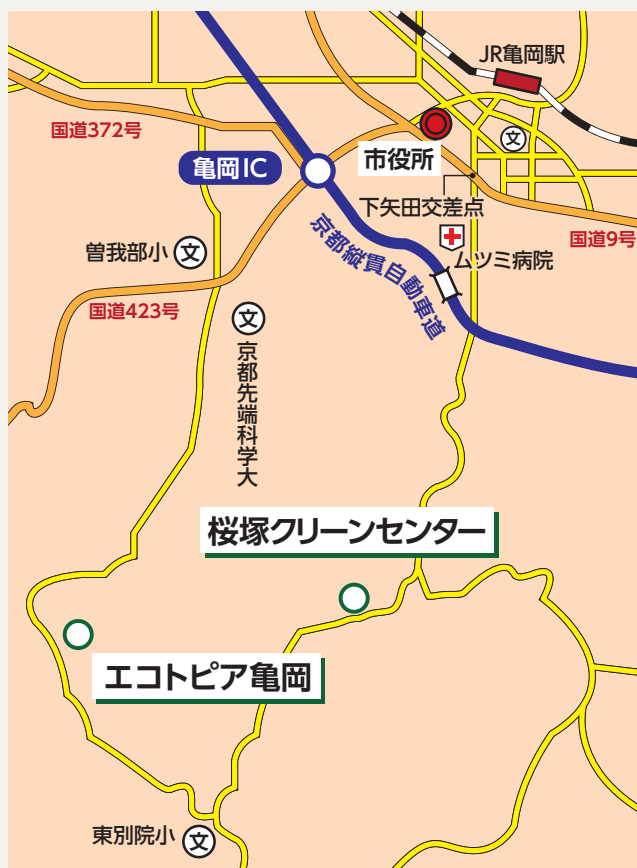 JR亀岡駅
国道372号
文
亀岡IC
市役所
下矢田交差点
国道9号
曽我部小
文
ムツミ病院
京都縦貫自動車道
国道423号
文
京都先端科学大
桜塚クリーンセンター
エコトピア亀岡
東別院小
文